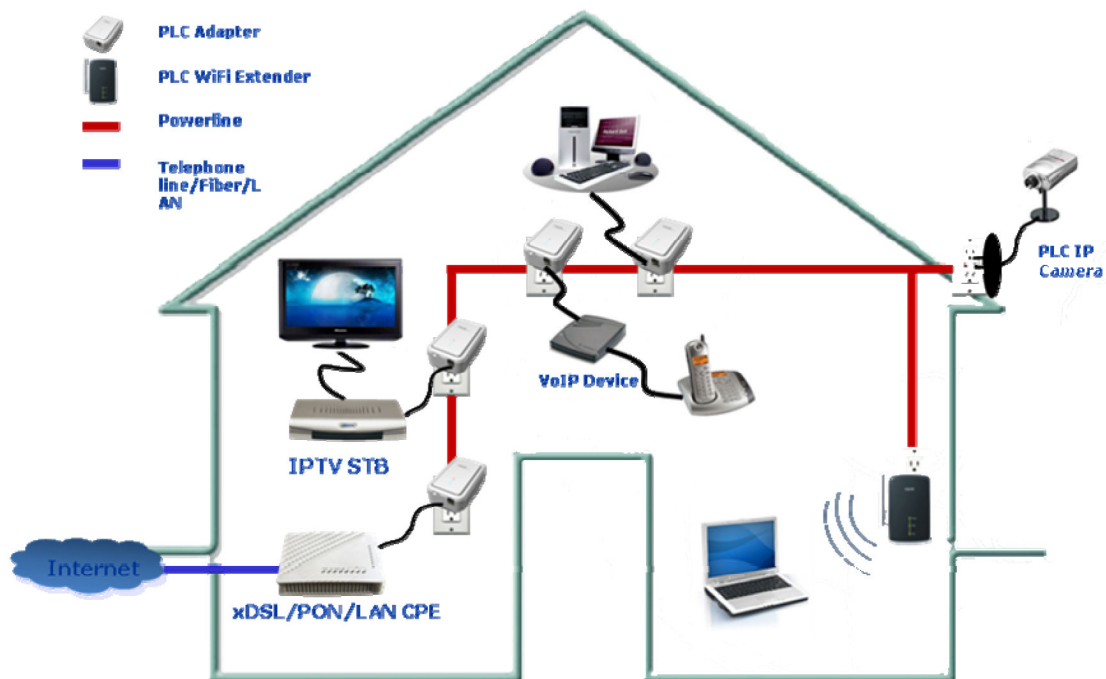 PLC Adapter
PLC WiFi Extender
Powerline
Telephone
line/Fiber/L
AN
PLC IP
Camera
VoIP Device
IPTV STB
Internet
xDSL/PON/LAN CPE